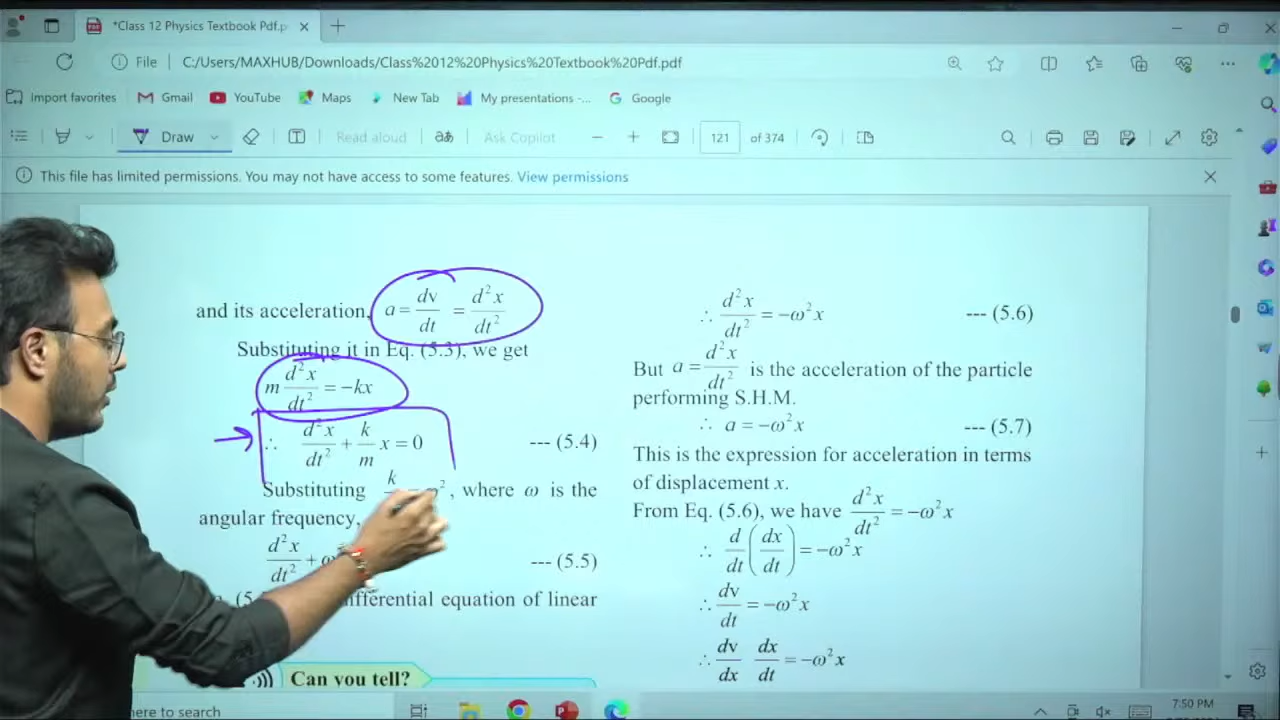 *Class 12 Physics Textbook Pdf.p
File C:/Users/MAXHUB/Downloads/Class%2012%20Physics%20Textbook%20Pdf.pdf
Import favorites Gmail YouTube Maps New Tab My presentations -... Google
Draw Read aloud Ask Copilot 121 of 374
This file has limited permissions. You may not have access to some features. View permissions
and its acceleration, a = dv/dt = d²x/dt²
Substituting it in Eq. (5.3), we get
m d²x/dt² = −kx
∴ d²x/dt² + k/m x = 0 --- (5.4)
Substituting k , where ω is the
angular frequency,
d²x/dt² + --- (5.5)
(5. differential equation of linear
Can you tell?
∴ d²x/dt² = −ω²x --- (5.6)
But a = d²x/dt² is the acceleration of the particle
performing S.H.M.
∴ a = −ω²x --- (5.7)
This is the expression for acceleration in terms
of displacement x.
From Eq. (5.6), we have d²x/dt² = −ω²x
∴ d/dt (dx/dt) = −ω²x
∴ dv/dt = −ω²x
∴ dv/dx dx/dt = −ω²x
here to search
7:50 PM